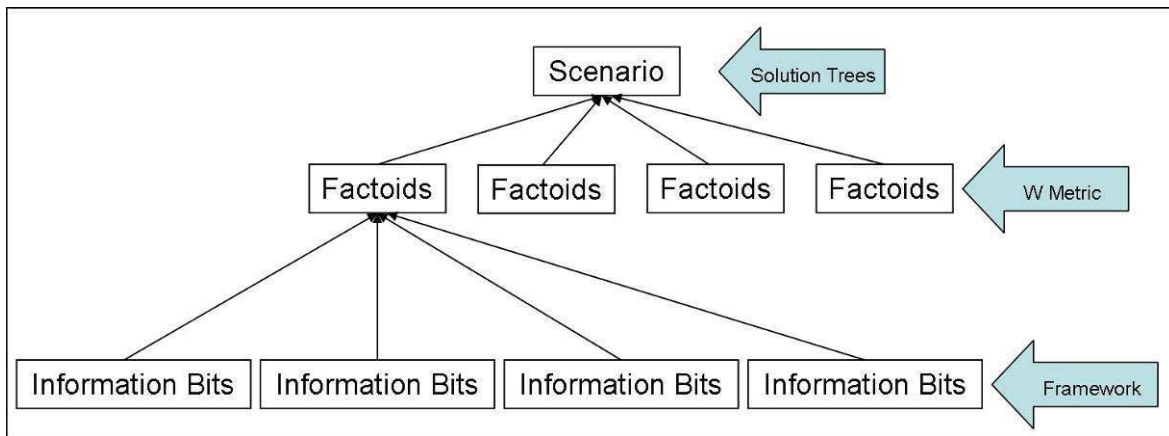 Scenario
Solution Trees
Factoids
Factoids
Factoids
Factoids
W Metric
Information Bits
Information Bits
Information Bits
Information Bits
Framework